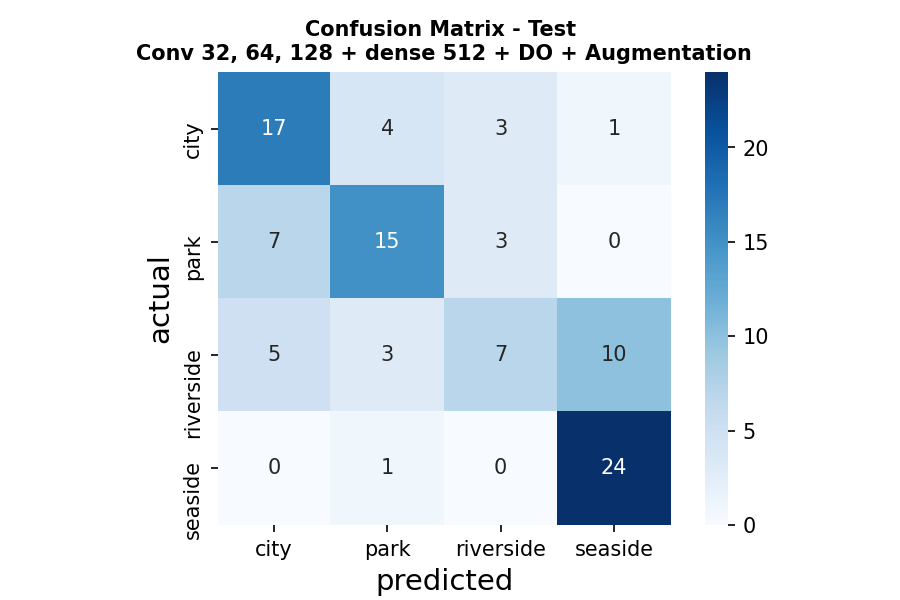 Confusion Matrix - Test
Conv 32, 64, 128 + dense 512 + DO + Augmentation
actual
city
17
4
3
1
park
7
15
3
0
riverside
5
3
7
10
seaside
0
1
0
24
city
park
riverside
seaside
predicted
20
15
10
5
0